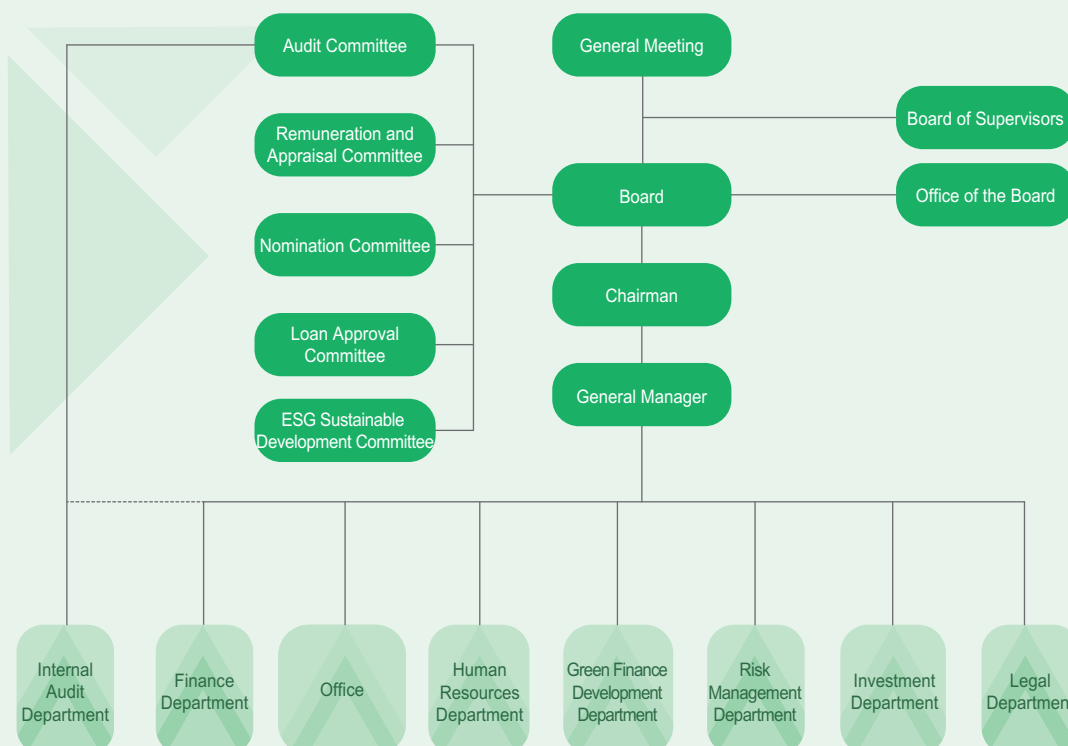 Audit Committee
General Meeting
Board of Supervisors
Remuneration and
Appraisal Committee
Board
Office of the Board
Nomination Committee
Chairman
Loan Approval
Committee
General Manager
ESG Sustainable
Development Committee
Internal
Audit
Department
Finance
Department
Office
Human
Resources
Department
Green Finance
Development
Department
Risk
Management
Department
Investment
Department
Legal
Department